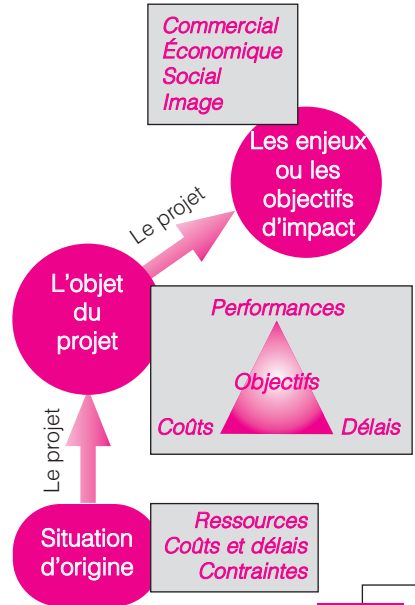 Commercial
Économique
Social
Image
Les enjeux
ou les
objectifs
d'impact
Le projet
L'objet
du
projet
Performances
Objectifs
Coûts
Délais
Le projet
Situation
d'origine
Ressources
Coûts et délais
Contraintes